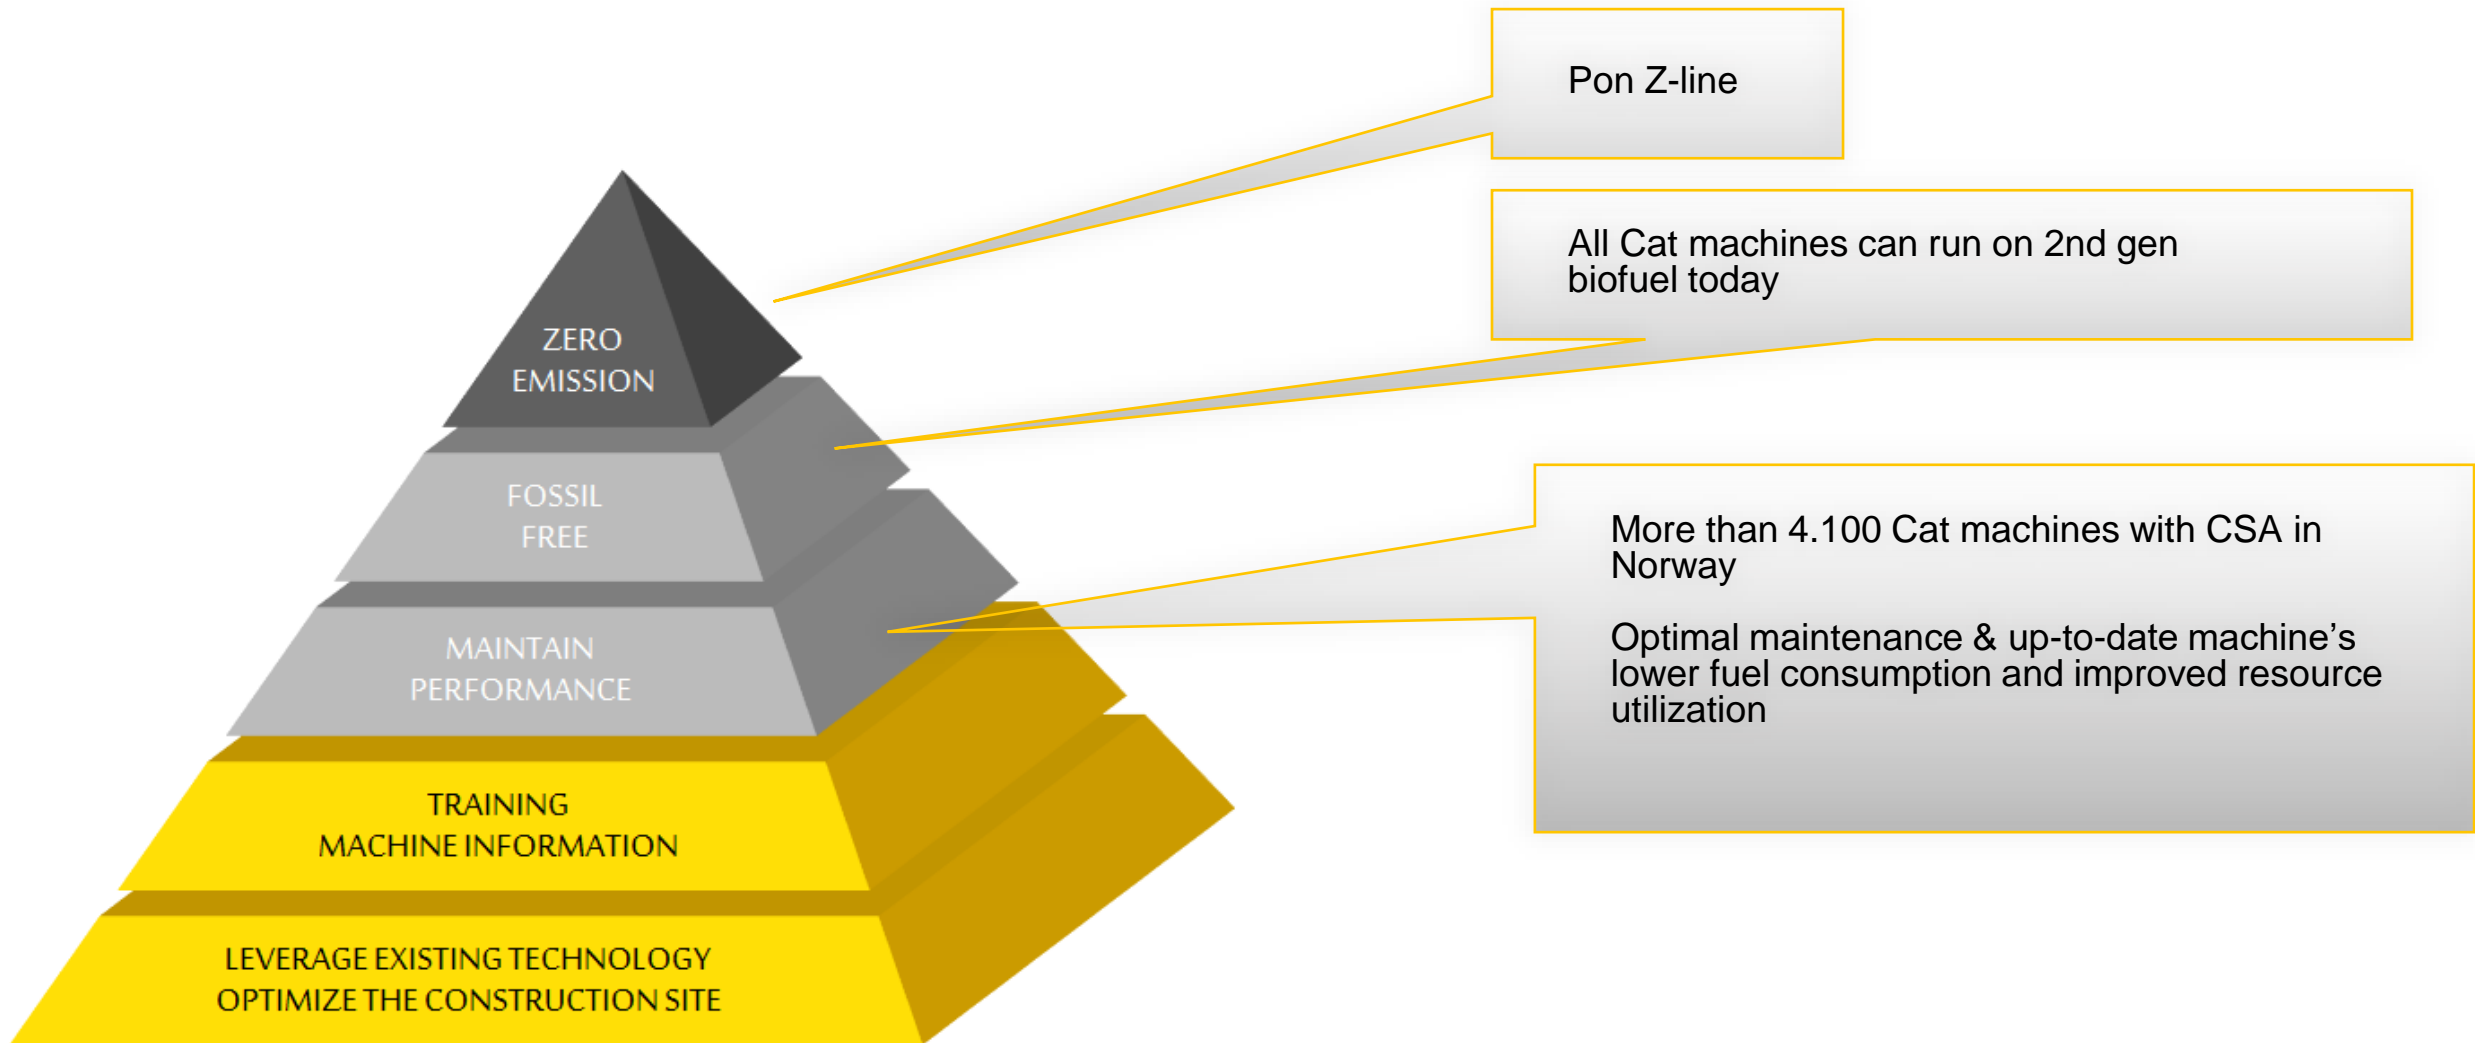 Pon Z-line
All Cat machines can run on 2nd gen
biofuel today
ZERO
EMISSION
FOSSIL
FREE
More than 4.100 Cat machines with CSA in
Norway
Optimal maintenance & up-to-date machine’s
lower fuel consumption and improved resource
utilization
MAINTAIN
PERFORMANCE
TRAINING
MACHINE INFORMATION
LEVERAGE EXISTING TECHNOLOGY
OPTIMIZE THE CONSTRUCTION SITE